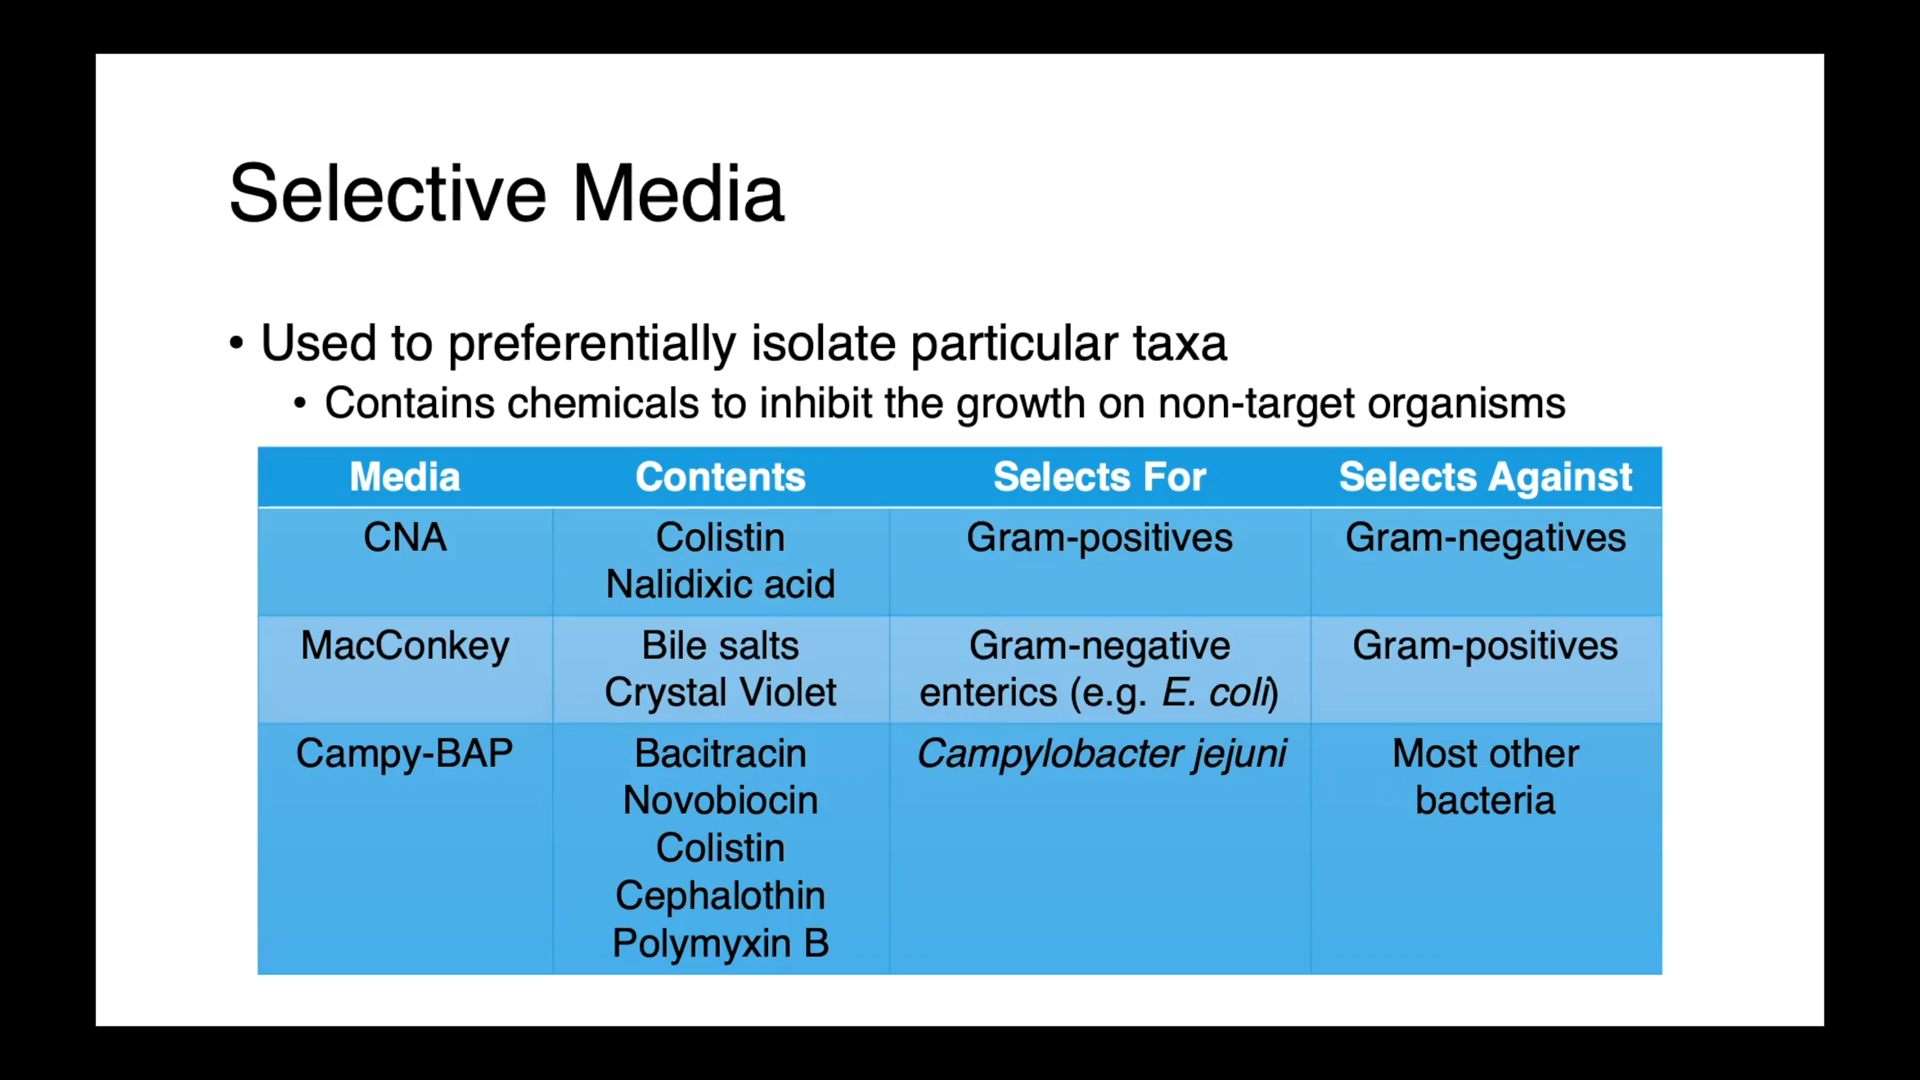 Selective Media
• Used to preferentially isolate particular taxa
• Contains chemicals to inhibit the growth on non-target organisms
Media Contents Selects For Selects Against
CNA Colistin Gram-positives Gram-negatives
Nalidixic acid
MacConkey Bile salts Gram-negative Gram-positives
Crystal Violet enterics (e.g. E. coli)
Campy-BAP Bacitracin Campylobacter jejuni Most other
Novobiocin bacteria
Colistin
Cephalothin
Polymyxin B